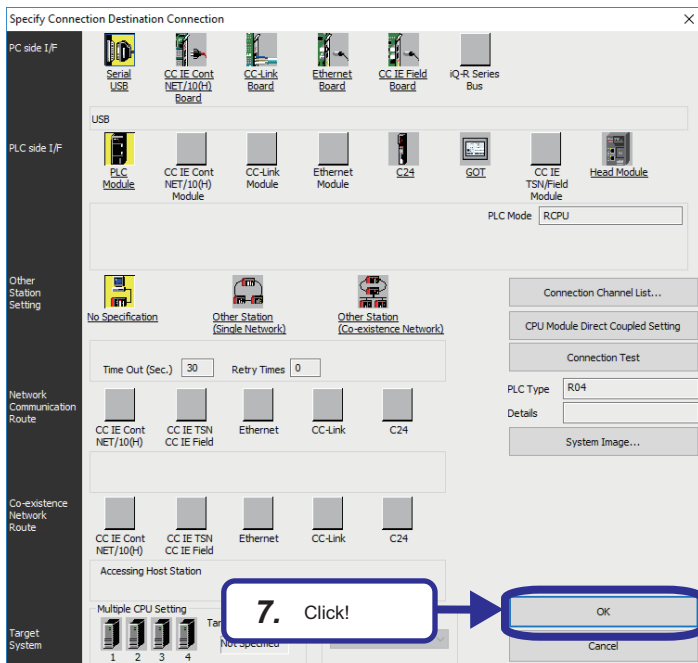 Specify Connection Destination Connection
PC side I/F
Serial
USB
CC IE Cont
NET/10(H)
Board
CC-Link
Board
Ethernet
Board
CC IE Field
Board
iQ-R Series
Bus
USB
PLC side I/F
PLC
Module
CC IE Cont
NET/10(H)
Module
CC-Link
Module
Ethernet
Module
C24
GOT
CC IE
TSN/Field
Module
Head Module
PLC Mode RCPU
Other
Station
Setting
No Specification
Other Station
(Single Network)
Other Station
(Co-existence Network)
Connection Channel List...
CPU Module Direct Coupled Setting
Time Out (Sec.) 30 Retry Times 0
Connection Test
PLC Type R04
Details
System Image...
Network
Communication
Route
CC IE Cont
NET/10(H)
CC IE TSN
CC IE Field
Ethernet
CC-Link
C24
Co-existence
Network
Route
CC IE Cont
NET/10(H)
CC IE TSN
CC IE Field
Ethernet
CC-Link
C24
Accessing Host Station
7. Click!
OK
Multiple CPU Setting
Target
System
1 2 3 4
Not Specified
Cancel